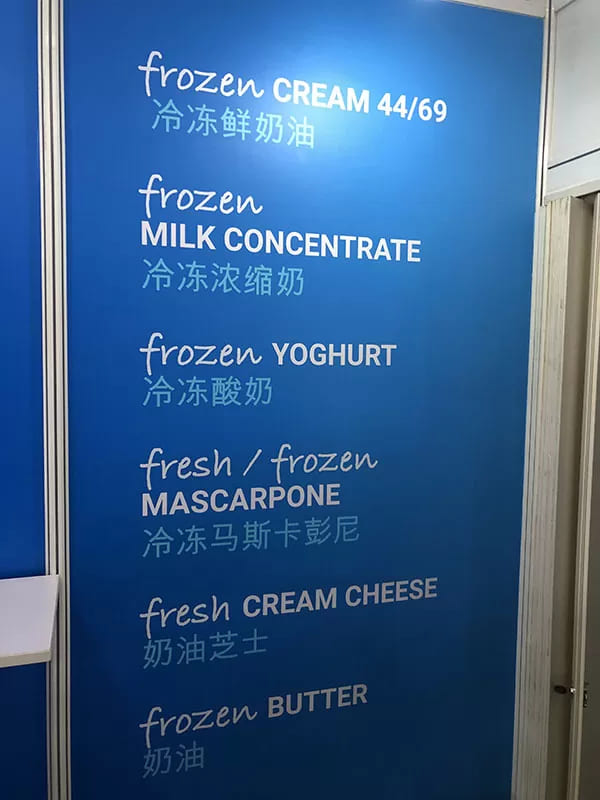 frozen CREAM 44/69
冷冻鲜奶油
frozen
MILK CONCENTRATE
冷冻浓缩奶
frozen YOGHURT
冷冻酸奶
fresh / frozen
MASCARPONE
冷冻马斯卡彭尼
fresh CREAM CHEESE
奶油芝士
frozen BUTTER
奶油